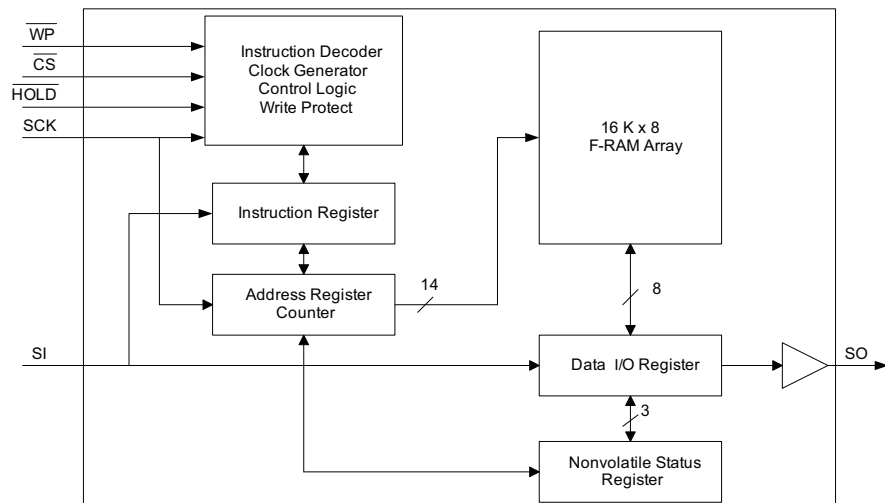 WP
CS
HOLD
SCK
Instruction Decoder
Clock Generator
Control Logic
Write Protect
16 K x 8
F-RAM Array
Instruction Register
Address Register
Counter
14
8
SI
Data I/O Register
SO
3
Nonvolatile Status
Register